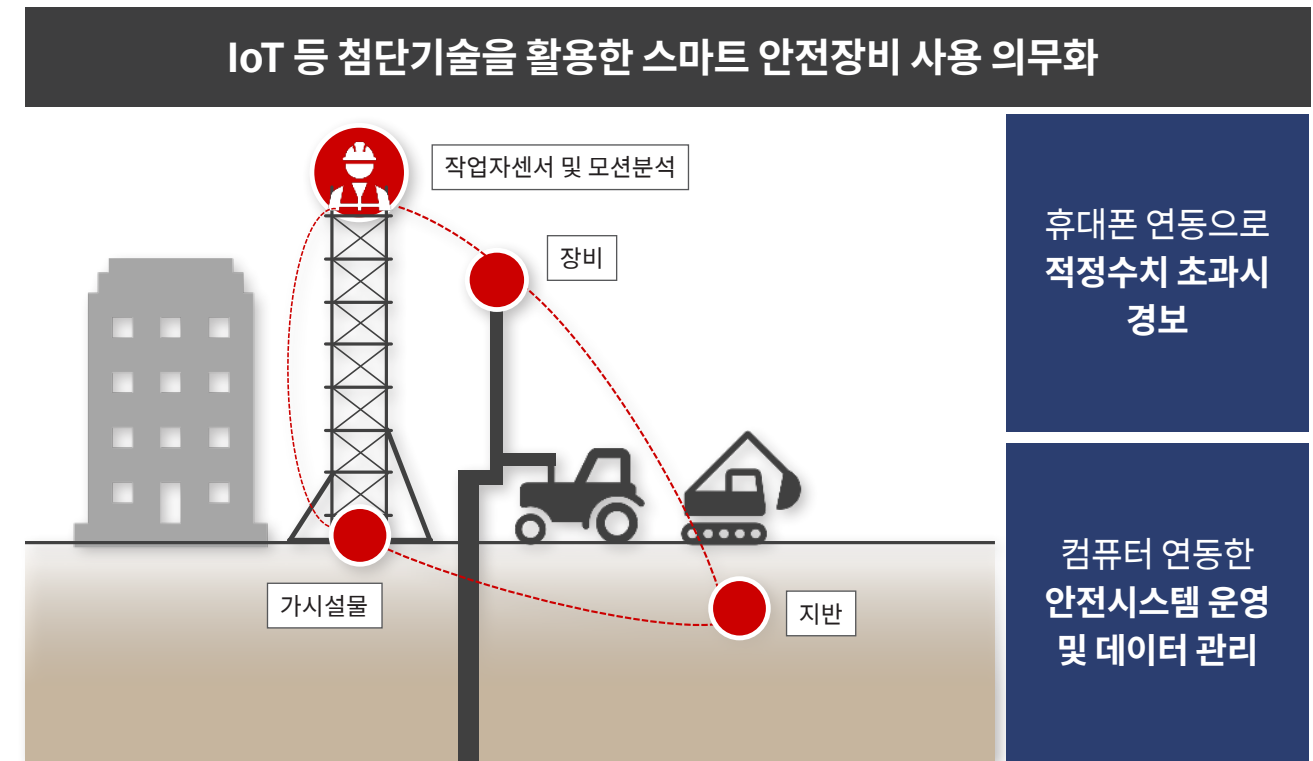 IoT 등 첨단기술을 활용한 스마트 안전장비 사용 의무화
작업자센서 및 모션분석
장비
가시설물
지반
휴대폰 연동으로
적정수치 초과시
경보
컴퓨터 연동한
안전시스템 운영
및 데이터 관리